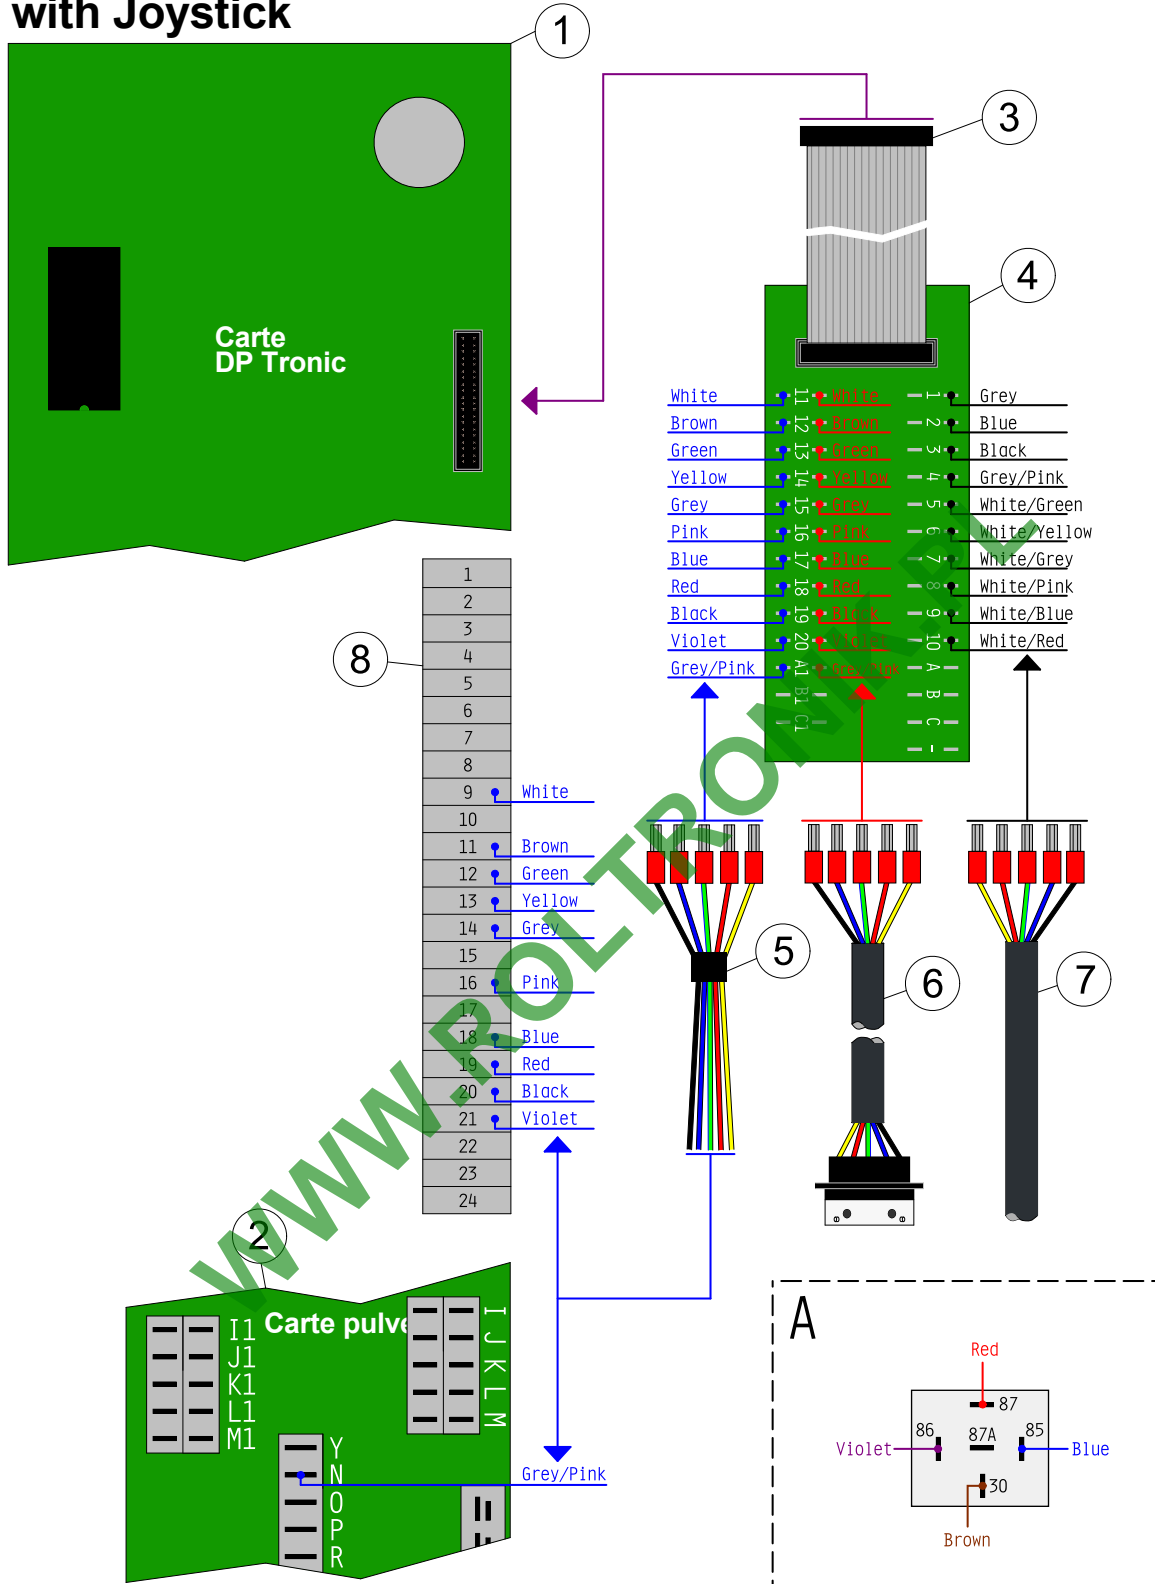 with Joystick
1
3
4
Carte
DP Tronic
White 11 White 1 Grey
Brown 12 Brown 2 Blue
Green 13 Green 3 Black
Yellow 14 Yellow 4 Grey/Pink
Grey 15 Grey 5 White/Green
Pink 16 Pink 6 White/Yellow
Blue 17 Blue 7 White/Grey
Red 18 Red 8 White/Pink
Black 19 Black 9 White/Blue
Violet 20 Violet 10 White/Red
Grey/Pink A1 Grey/Pink A
B1 B
C1 C
-
8
1
2
3
4
5
6
7
8
9 White
10
11 Brown
12 Green
13 Yellow
14 Grey
15
16 Pink
17
18 Blue
19 Red
20 Black
21 Violet
22
23
24
5
6
7
WWW.ROLTRONIK.PL
2
Carte pulve
I1
J1
K1
L1
M1
I
J
K
L
M
Y
N Grey/Pink
O
P
R
A
Red
87
86 87A 85
Violet Blue
30
Brown